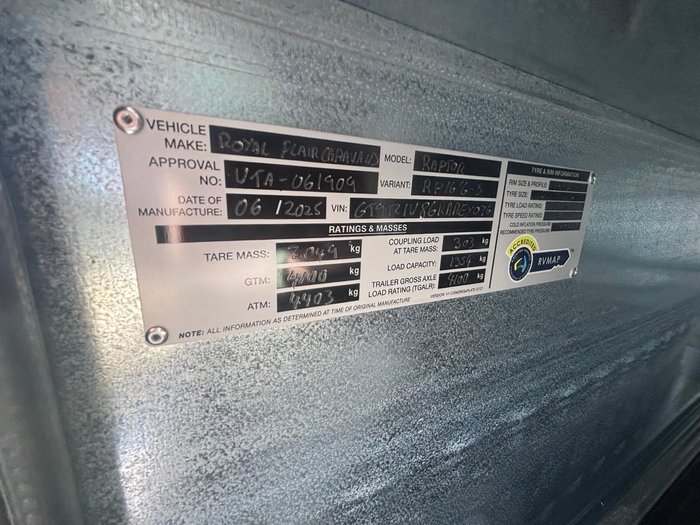 VEHICLE MAKE: ROYAL FLAIR CARAVANS MODEL: RAPTOR
APPROVAL NO: VTA-061909 VARIANT:
DATE OF MANUFACTURE: 06/2025 VIN:
RATINGS & MASSES
TARE MASS: 3049 kg COUPLING LOAD AT TARE MASS: 303 kg
GTM: 4100 kg LOAD CAPACITY: 1354 kg
ATM: 4403 kg TRAILER GROSS AXLE LOAD RATING (TGALR): 4100 kg
NOTE: ALL INFORMATION AS DETERMINED AT TIME OF ORIGINAL MANUFACTURE
TYRE & RIM INFORMATION
RIM SIZE & PROFILE:
TYRE SIZE:
TYRE LOAD RATING:
TYRE SPEED RATING:
COLD INFLATION PRESSURE
RECOMMENDED TYRE PRESSURE:
ACCREDITED
RVMAP